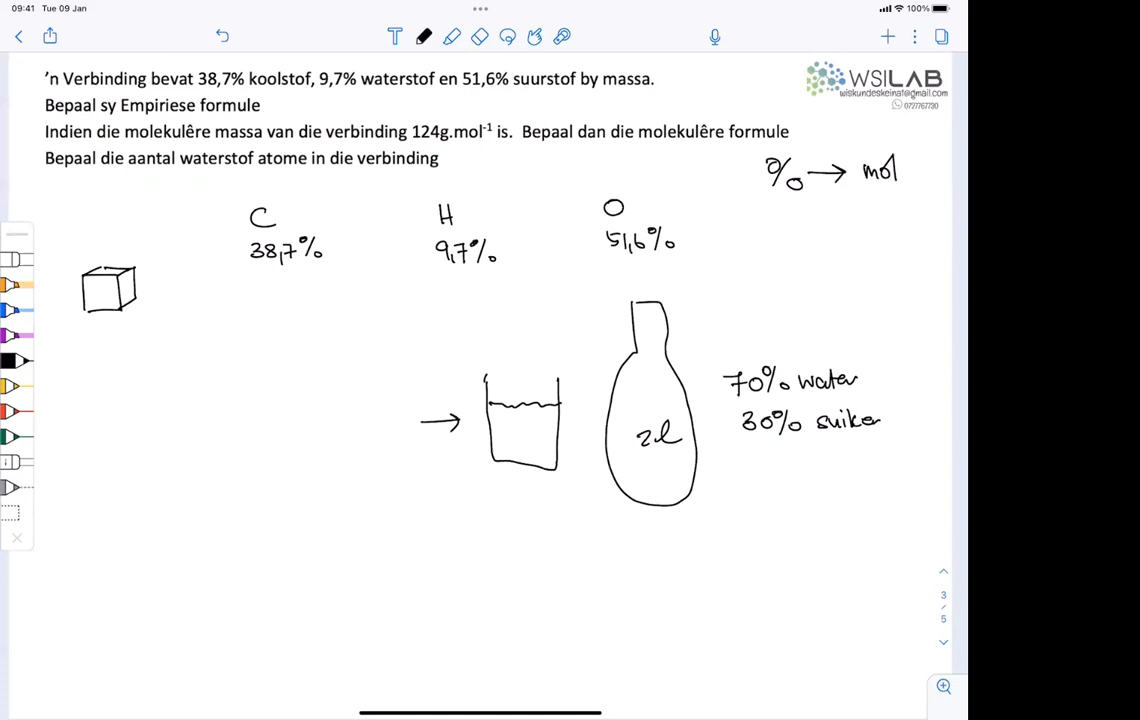 09:41 Tue 09 Jan
100%
'n Verbinding bevat 38,7% koolstof, 9,7% waterstof en 51,6% suurstof by massa.
WSILAB
wiskundeskeinat@gmail.com
0727767730
Bepaal sy Empiriese formule
Indien die molekulêre massa van die verbinding 124g.mol⁻¹ is. Bepaal dan die molekulêre formule
Bepaal die aantal waterstof atome in die verbinding
% → mol
C H O
38,7% 9,7% 51,6%
→
2l
70% water
30% suiker
3
/
5